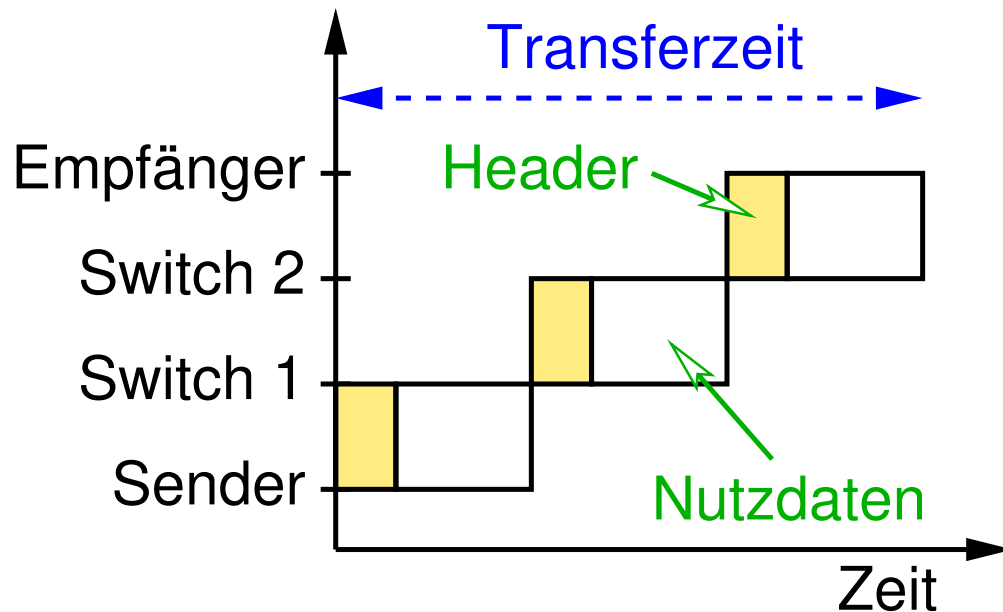 Transferzeit
Empfänger
Header
Switch 2
Switch 1
Sender
Nutzdaten
Zeit